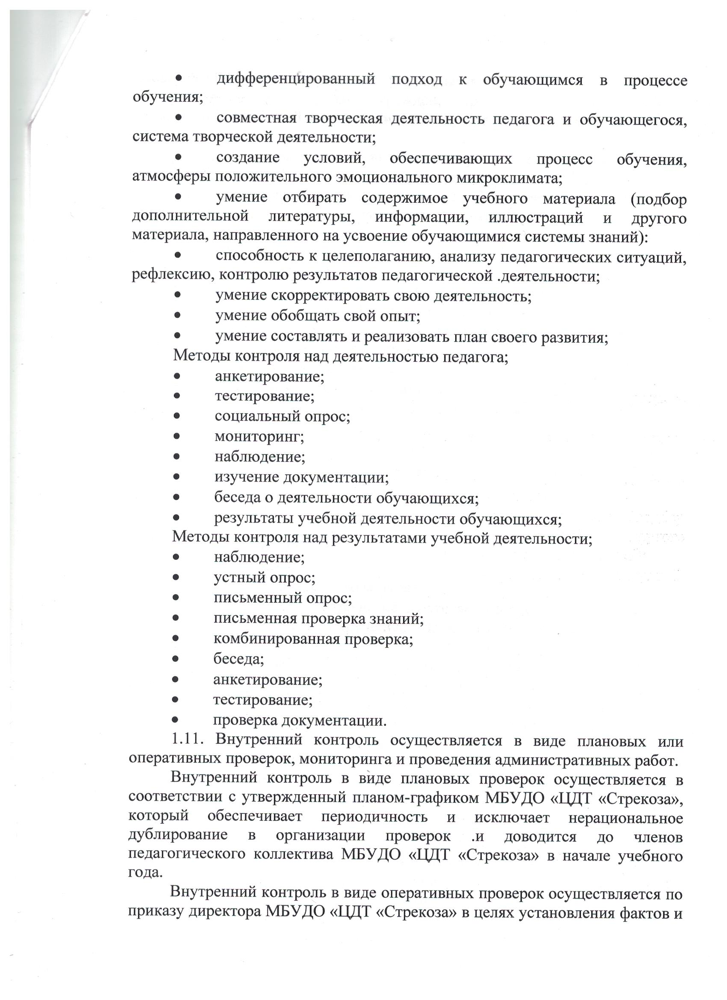 • дифференцированный подход к обучающимся в процессе
обучения;
• совместная творческая деятельность педагога и обучающегося,
система творческой деятельности;
• создание условий, обеспечивающих процесс обучения,
атмосферы положительного эмоционального микроклимата;
• умение отбирать содержимое учебного материала (подбор
дополнительной литературы, информации, иллюстраций и другого
материала, направленного на усвоение обучающимися системы знаний):
• способность к целеполаганию, анализу педагогических ситуаций,
рефлексию, контролю результатов педагогической .деятельности;
• умение скорректировать свою деятельность;
• умение обобщать свой опыт;
• умение составлять и реализовать план своего развития;
Методы контроля над деятельностью педагога;
• анкетирование;
• тестирование;
• социальный опрос;
• мониторинг;
• наблюдение;
• изучение документации;
• беседа о деятельности обучающихся;
• результаты учебной деятельности обучающихся;
Методы контроля над результатами учебной деятельности;
• наблюдение;
• устный опрос;
• письменный опрос;
• письменная проверка знаний;
• комбинированная проверка;
• беседа;
• анкетирование;
• тестирование;
• проверка документации.
1.11. Внутренний контроль осуществляется в виде плановых или
оперативных проверок, мониторинга и проведения административных работ.
Внутренний контроль в виде плановых проверок осуществляется в
соответствии с утвержденный планом-графиком МБУДО «ЦДТ «Стрекоза»,
который обеспечивает периодичность и исключает нерациональное
дублирование в организации проверок .и доводится до членов
педагогического коллектива МБУДО «ЦДТ «Стрекоза» в начале учебного
года.
Внутренний контроль в виде оперативных проверок осуществляется по
приказу директора МБУДО «ЦДТ «Стрекоза» в целях установления фактов и